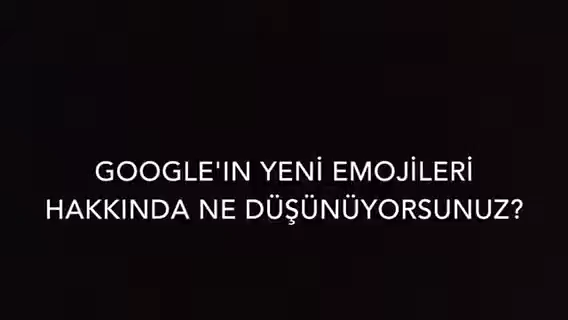 GOOGLE'IN YENİ EMOJİLERİ
HAKKINDA NE DÜŞÜNÜYORSUNUZ?